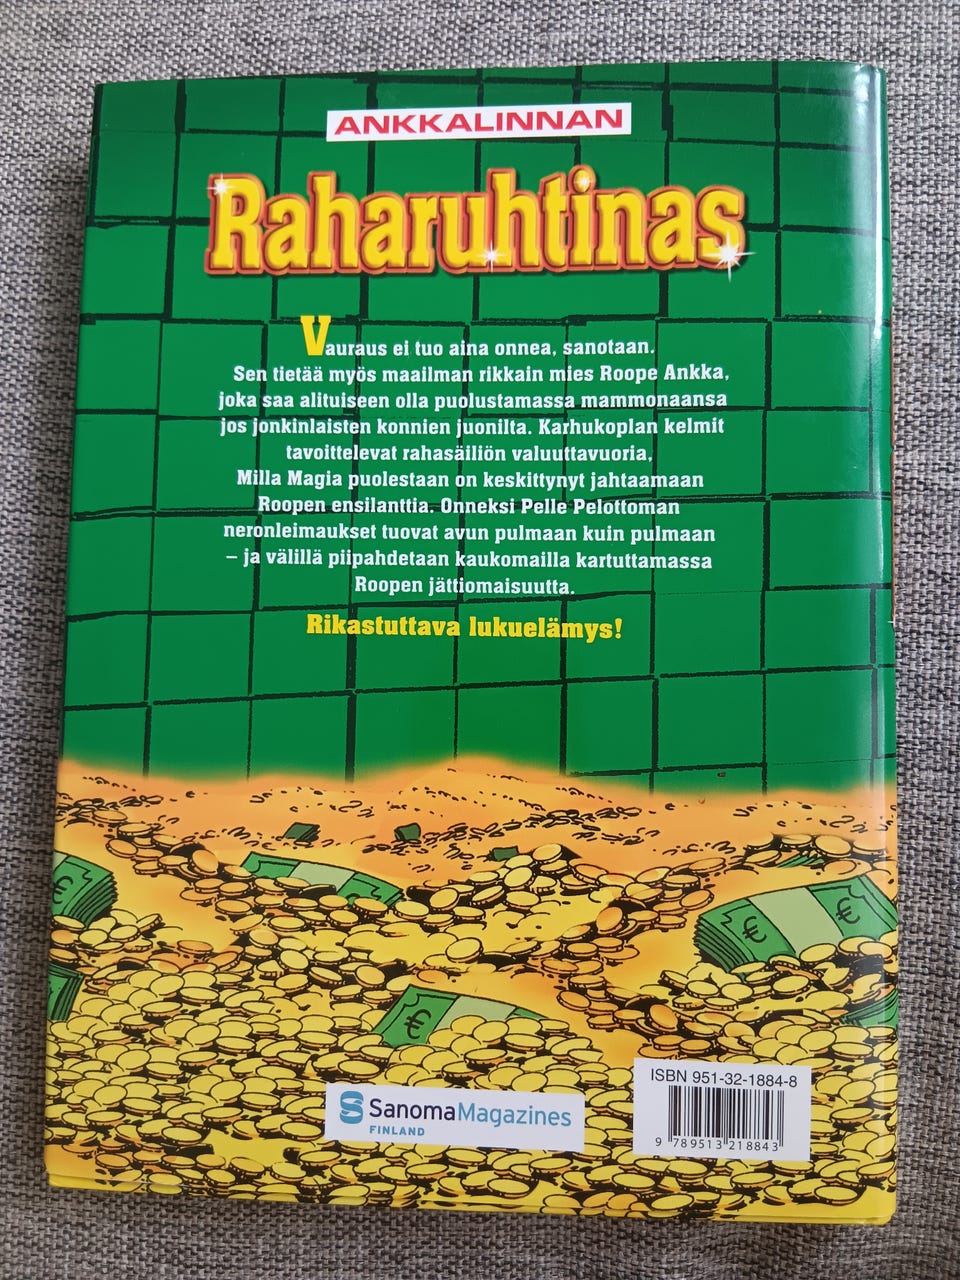 ANKKALINNAN
Raharuhtinas
Vauraus ei tuo aina onnea, sanotaan.
Sen tietää myös maailman rikkain mies Roope Ankka,
joka saa alituiseen olla puolustamassa mammonaansa
jos jonkinlaisten konnien juonilta. Karhukoplan kelmit
tavoittelevat rahasäiliön valuuttavuoria,
Milla Magia puolestaan on keskittynyt jahtaamaan
Roopen ensilanttia. Onneksi Pelle Pelottoman
neronleimaukset tuovat avun pulmaan kuin pulmaan
– ja välillä piipahdetaan kaukomailla kartuttamassa
Roopen jättiomaisuutta.
Rikastuttava lukuelämys!
€
€
€
€
SanomaMagazines
FINLAND
ISBN 951-32-1884-8
9 789513 218843